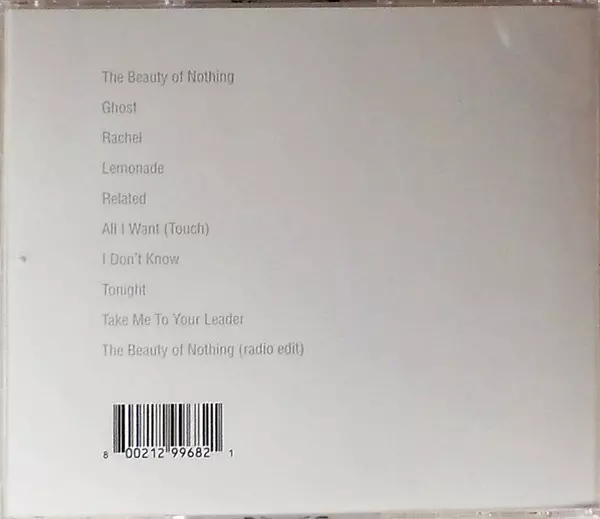 The Beauty of Nothing
Ghost
Rachel
Lemonade
Related
All I Want (Touch)
I Don't Know
Tonight
Take Me To Your Leader
The Beauty of Nothing (radio edit)
8 00212 99682 1